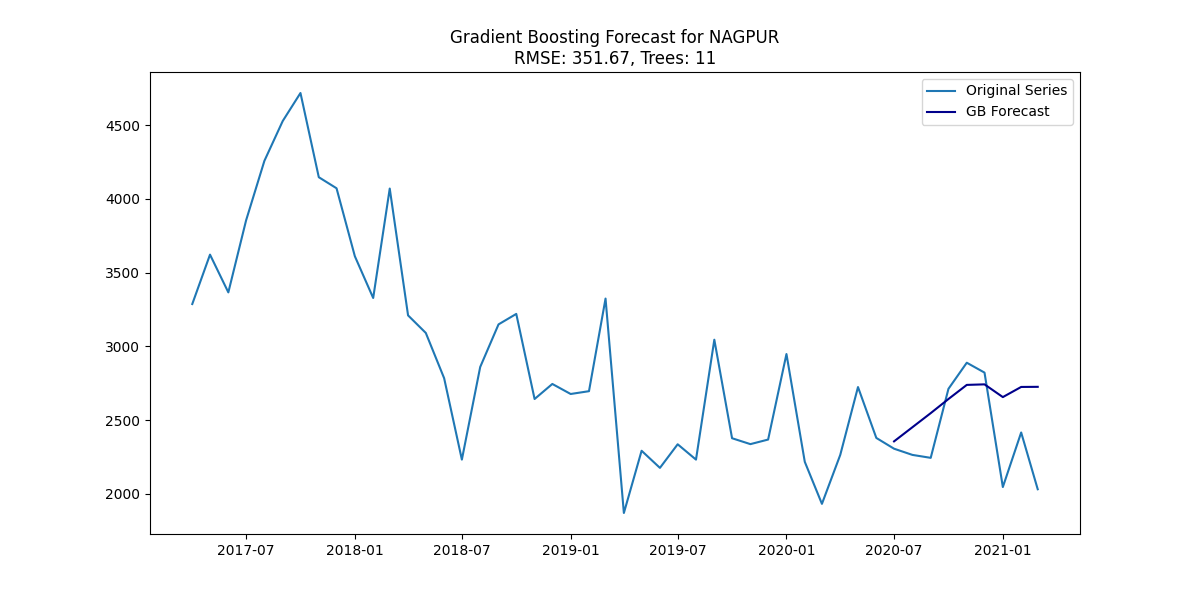 Gradient Boosting Forecast for NAGPUR
RMSE: 351.67, Trees: 11
Original Series
GB Forecast
4500
4000
3500
3000
2500
2000
2017-07 2018-01 2018-07 2019-01 2019-07 2020-01 2020-07 2021-01